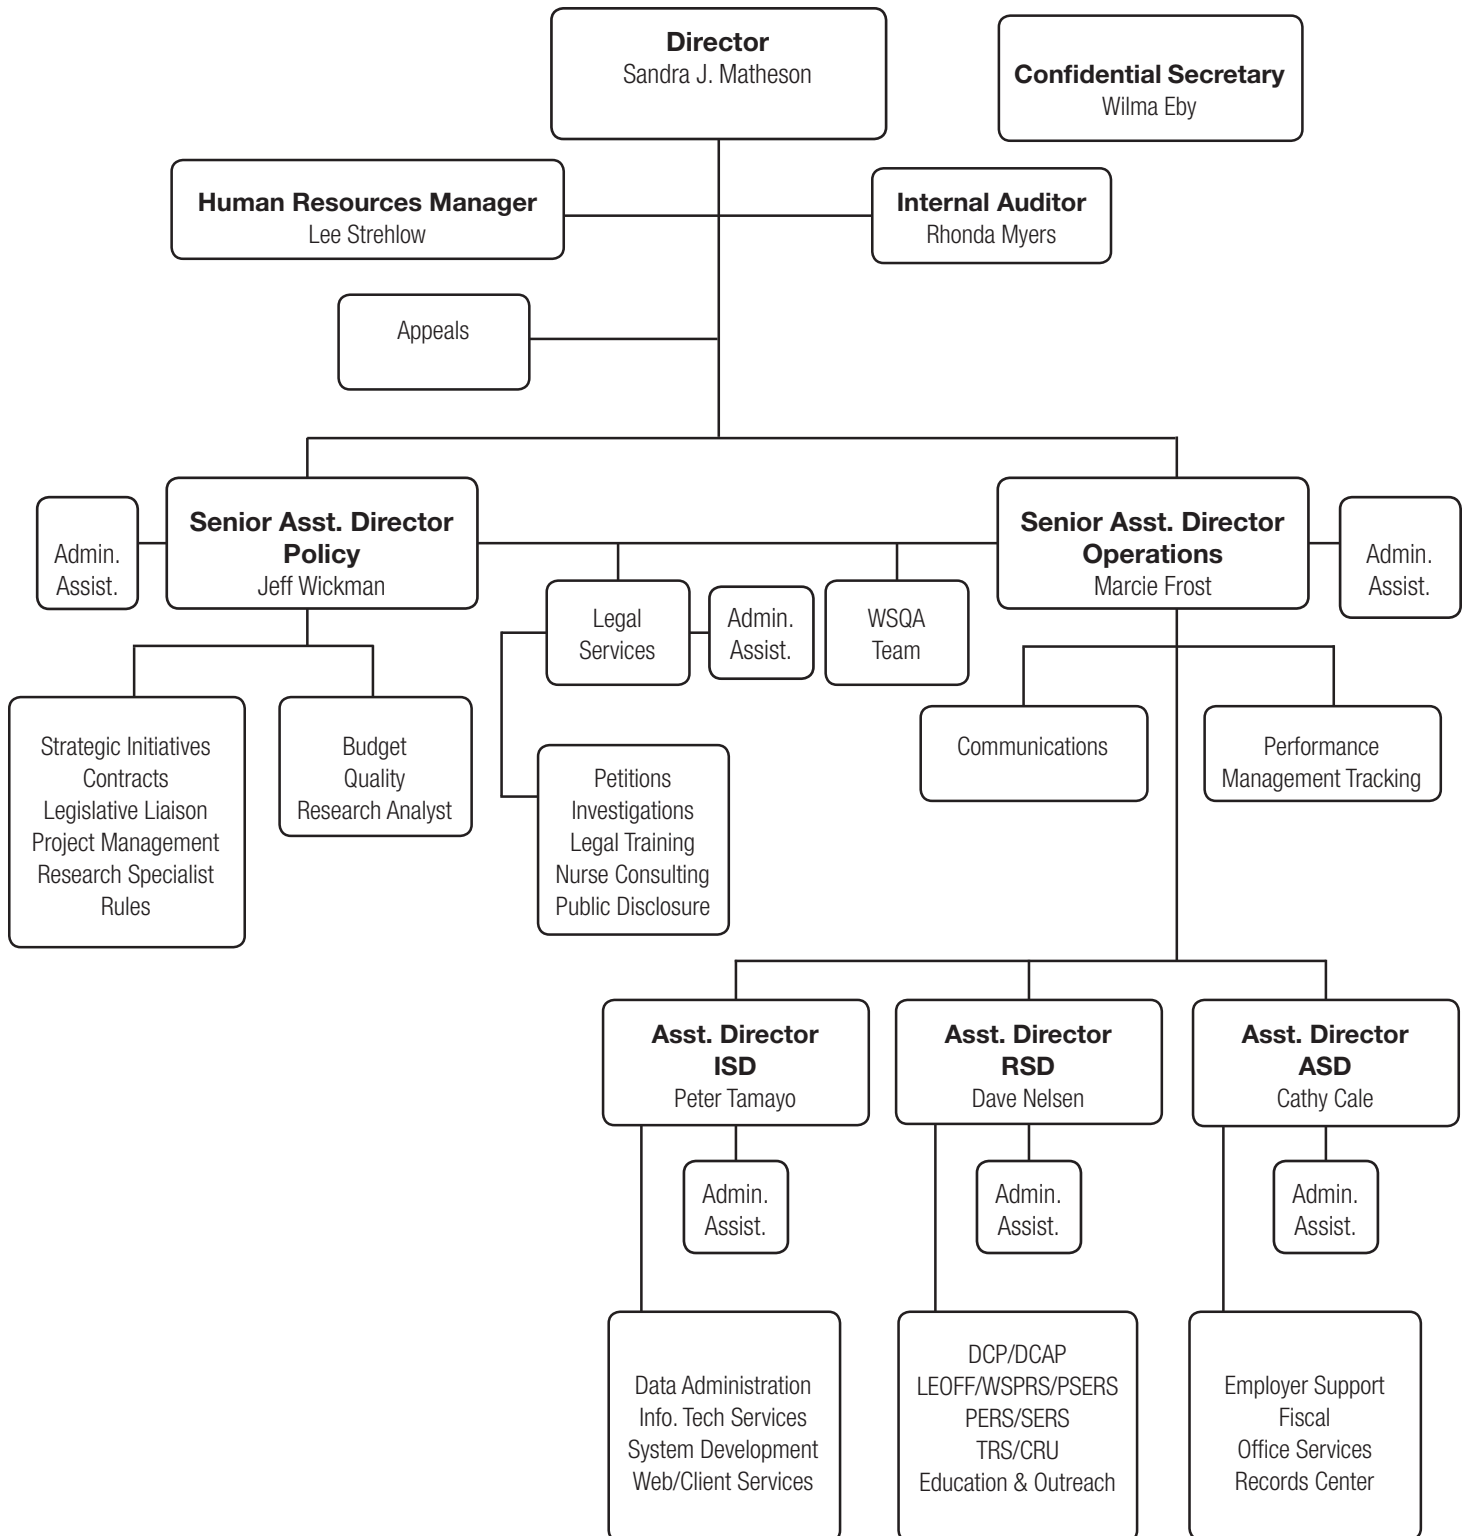 Director
Sandra J. Matheson
Confidential Secretary
Wilma Eby
Human Resources Manager
Lee Strehlow
Internal Auditor
Rhonda Myers
Appeals
Admin.
Assist.
Senior Asst. Director
Policy
Jeff Wickman
Senior Asst. Director
Operations
Marcie Frost
Admin.
Assist.
Legal
Services
Admin.
Assist.
WSQA
Team
Strategic Initiatives
Contracts
Legislative Liaison
Project Management
Research Specialist
Rules
Budget
Quality
Research Analyst
Petitions
Investigations
Legal Training
Nurse Consulting
Public Disclosure
Communications
Performance
Management Tracking
Asst. Director
ISD
Peter Tamayo
Asst. Director
RSD
Dave Nelsen
Asst. Director
ASD
Cathy Cale
Admin.
Assist.
Admin.
Assist.
Admin.
Assist.
Data Administration
Info. Tech Services
System Development
Web/Client Services
DCP/DCAP
LEOFF/WSPRS/PSERS
PERS/SERS
TRS/CRU
Education & Outreach
Employer Support
Fiscal
Office Services
Records Center